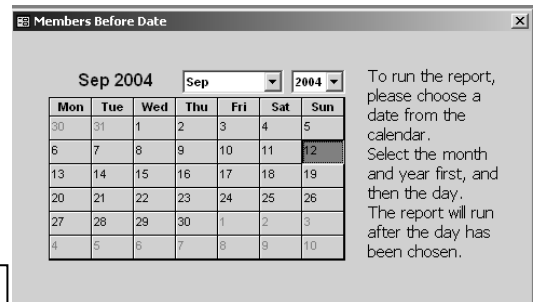 Members Before Date
Sep 2004 Sep 2004
Mon Tue Wed Thu Fri Sat Sun
30 31 1 2 3 4 5
6 7 8 9 10 11 12
13 14 15 16 17 18 19
20 21 22 23 24 25 26
27 28 29 30 1 2 3
4 5 6 7 8 9 10
To run the report,
please choose a
date from the
calendar.
Select the month
and year first, and
then the day.
The report will run
after the day has
been chosen.